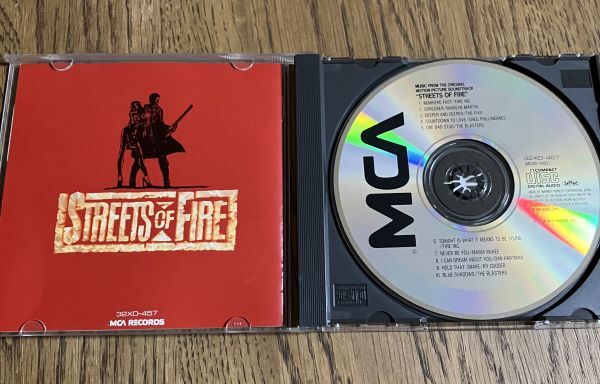 STREETS OF FIRE
32XD-457
MCA RECORDS
MCA
MUSIC FROM THE ORIGINAL
MOTION PICTURE SOUNDTRACK
"STREETS OF FIRE"
1. NOWHERE FAST/FIRE INC.
2. SORCERER/MARILYN MARTIN
3. DEEPER AND DEEPER/THE FIXX
4. COUNTDOWN TO LOVE/GREG PHILLINGANES
5. ONE BAD STUD/THE BLASTERS
32XD-457
COMPACT
disc
DIGITAL AUDIO
6. TONIGHT IS WHAT IT MEANS TO BE YOUNG
/FIRE INC.
7. NEVER BE YOU/MARIA McKEE
8. I CAN DREAM ABOUT YOU/DAN HARTMAN
9. HOLD THAT SNAKE/RY COODER
10. BLUE SHADOWS/THE BLASTERS